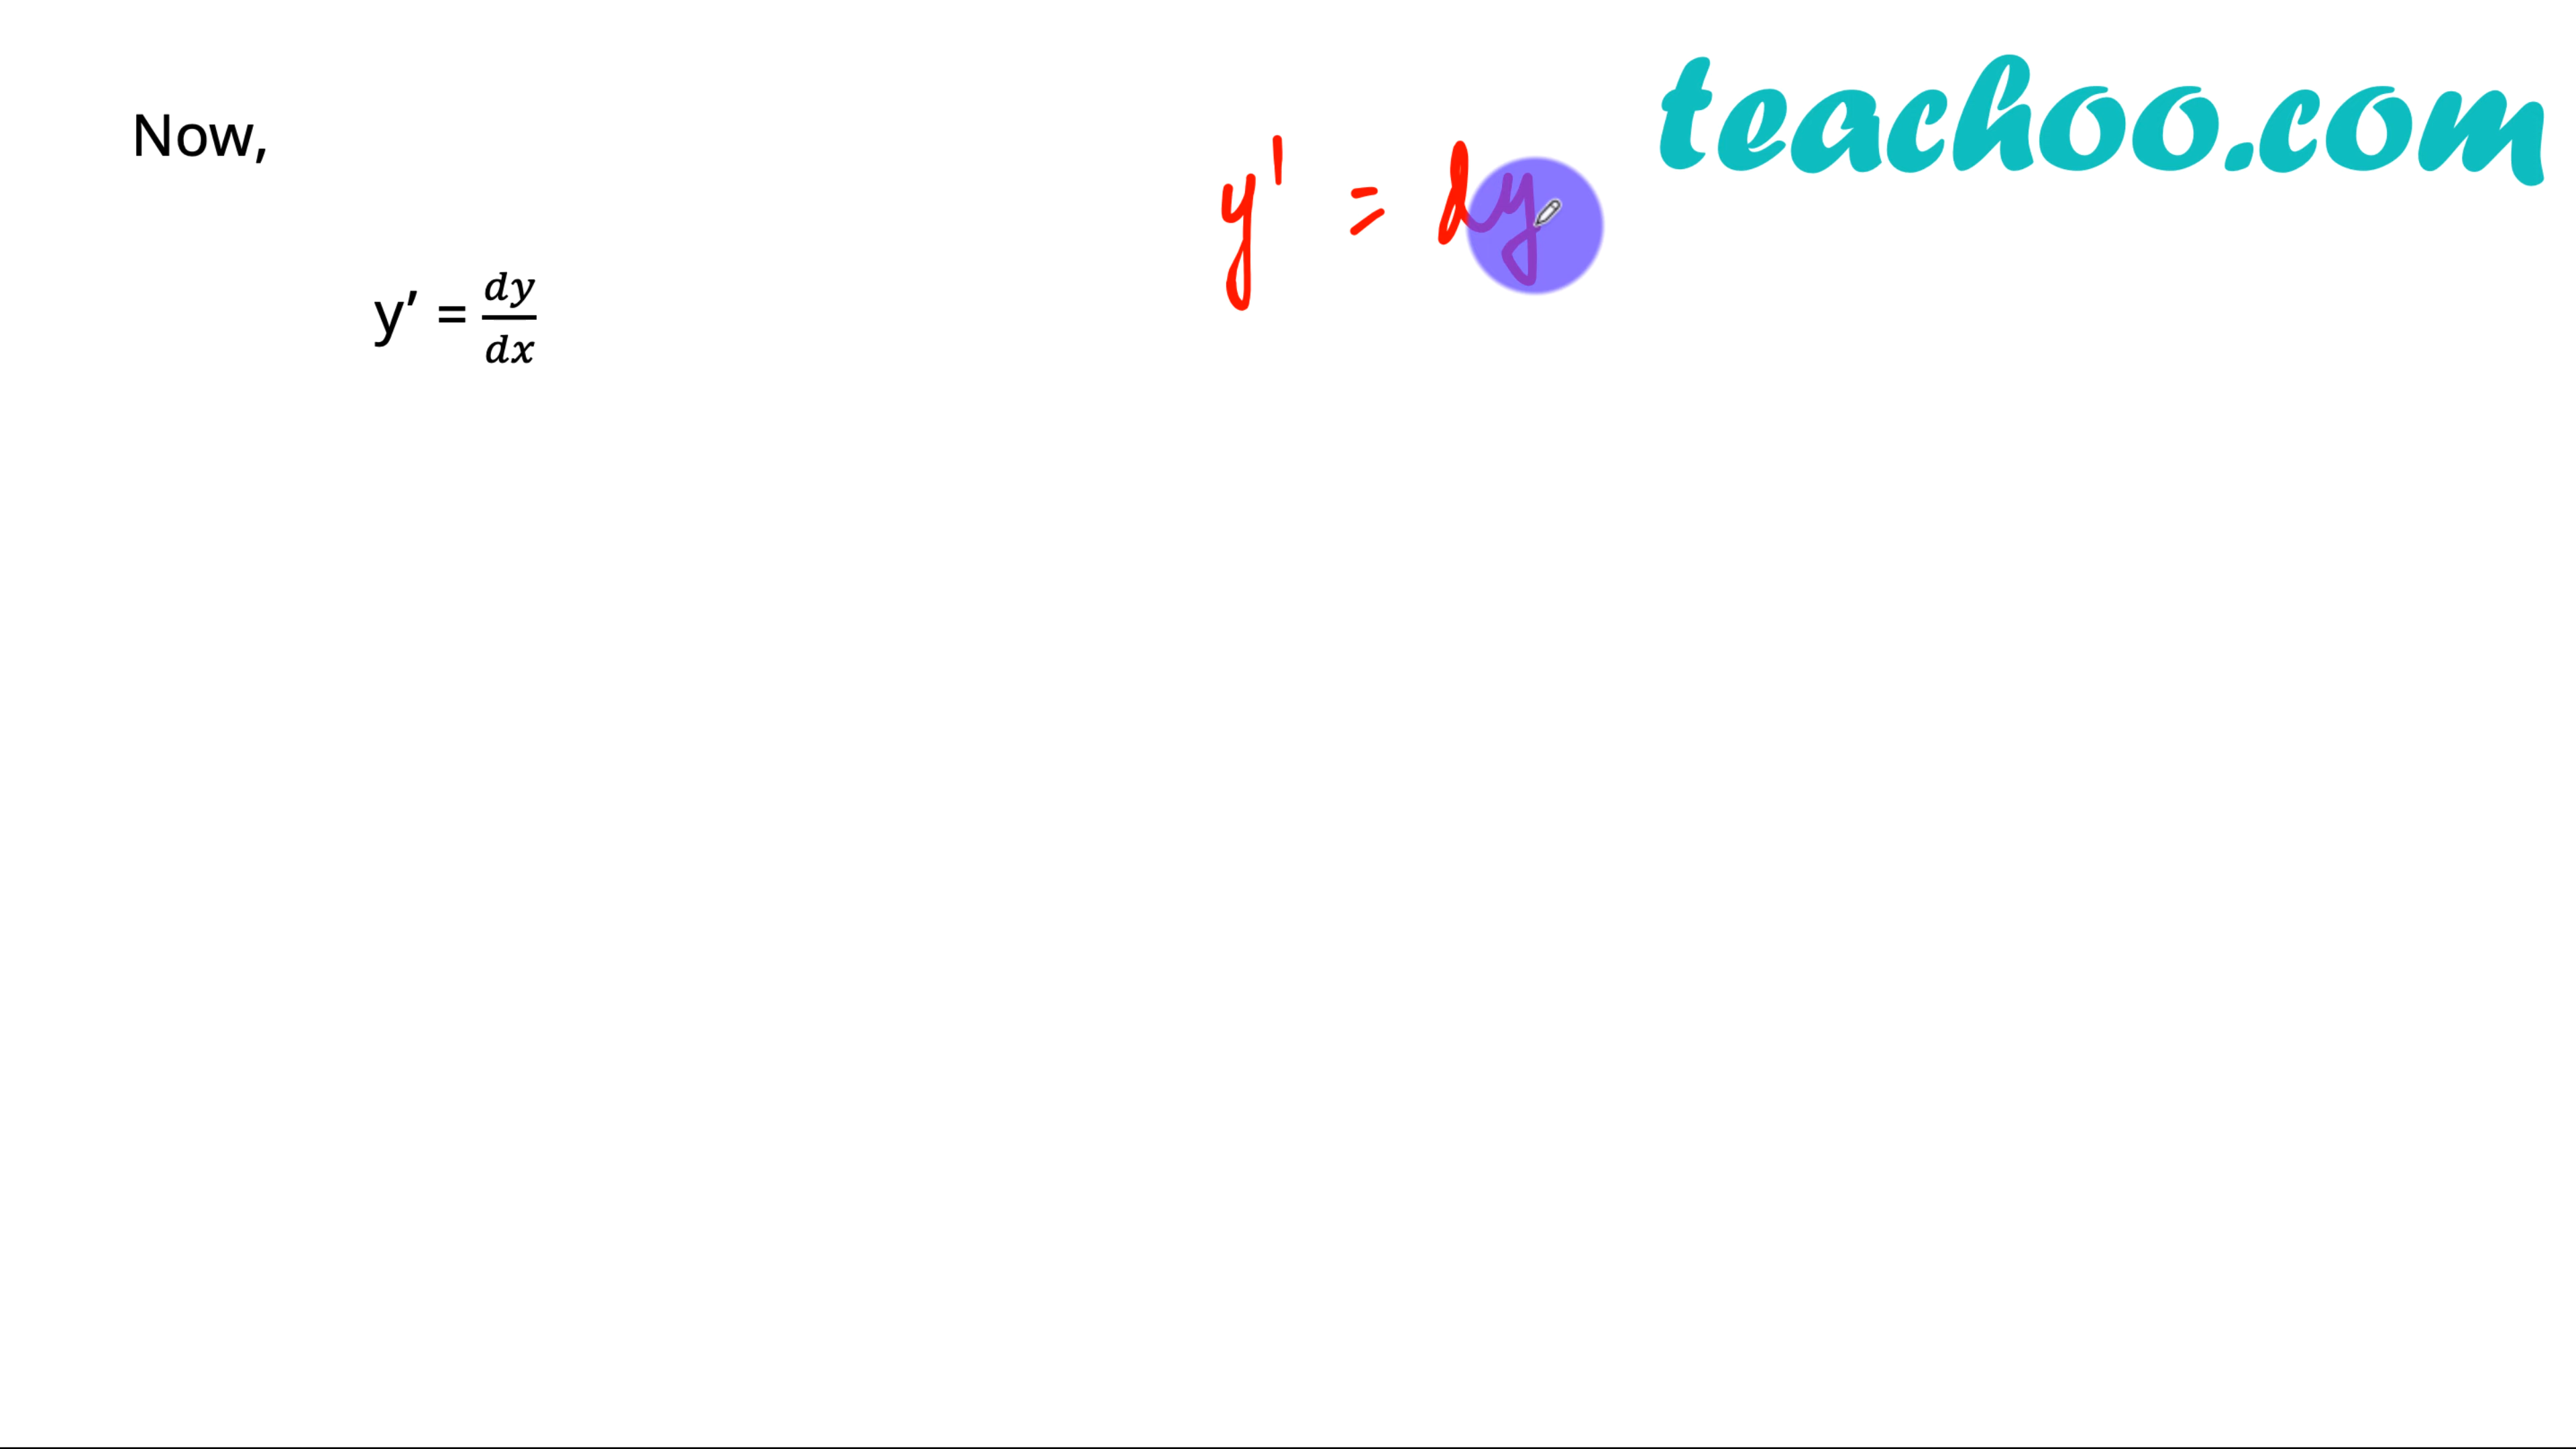 teachoo.com
Now,
y' = dy
y’ = dy/dx